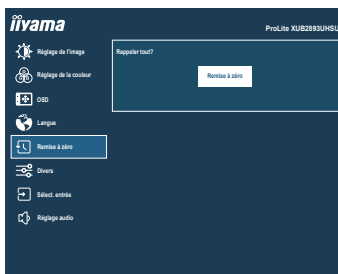 iiyama
ProLite XUB2893UHSU
Réglage de l'image
Rappeler tout?
Remise à zéro
Réglage de la couleur
OSD
Langue
Remise à zéro
Divers
Sélect. entrée
Réglage audio